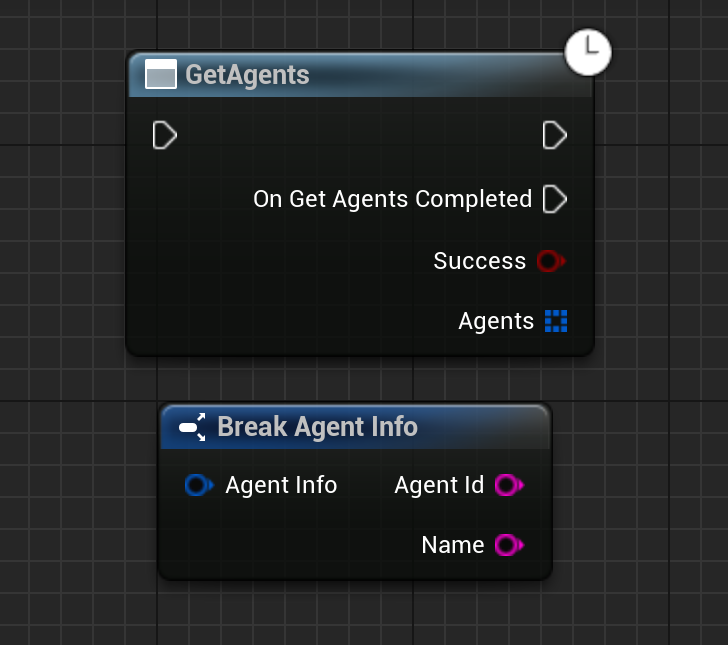 GetAgents
On Get Agents Completed
Success
Agents
Break Agent Info
Agent Info
Agent Id
Name